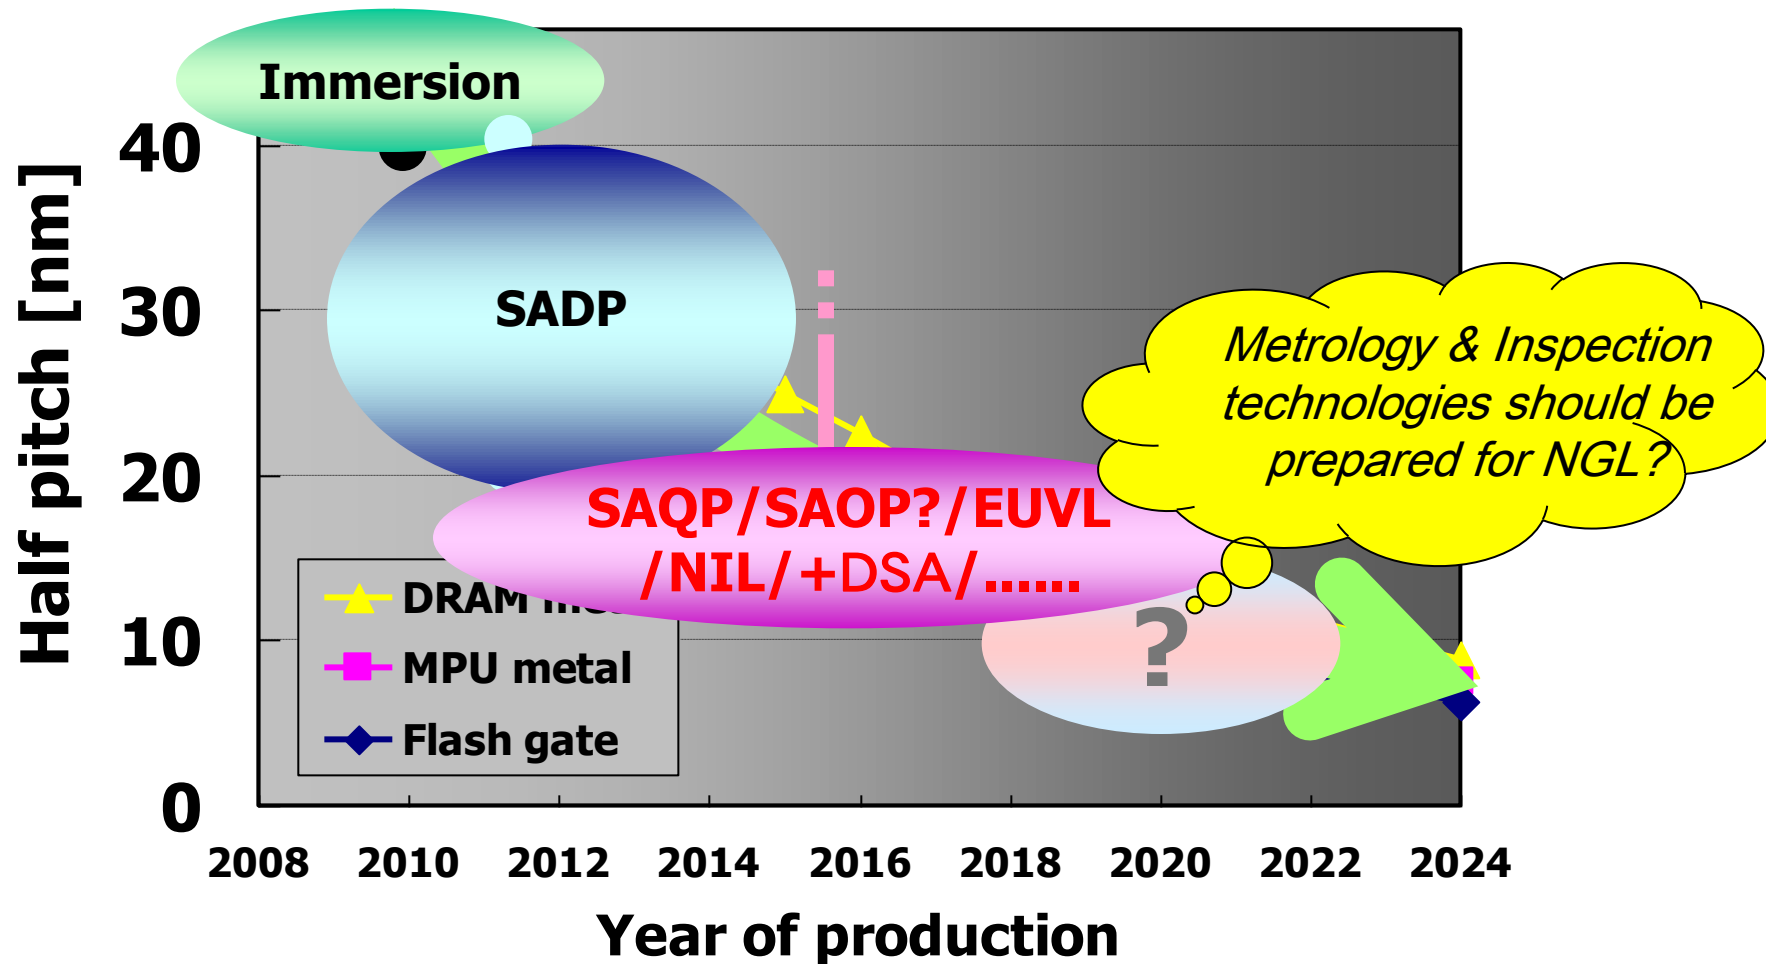 Immersion
40
30
20
10
0
Half pitch [nm]
SADP
Metrology & Inspection
technologies should be
prepared for NGL?
SAQP/SAOP?/EUVL
/NIL/+DSA/......
?
DRAM
MPU metal
Flash gate
2008 2010 2012 2014 2016 2018 2020 2022 2024
Year of production